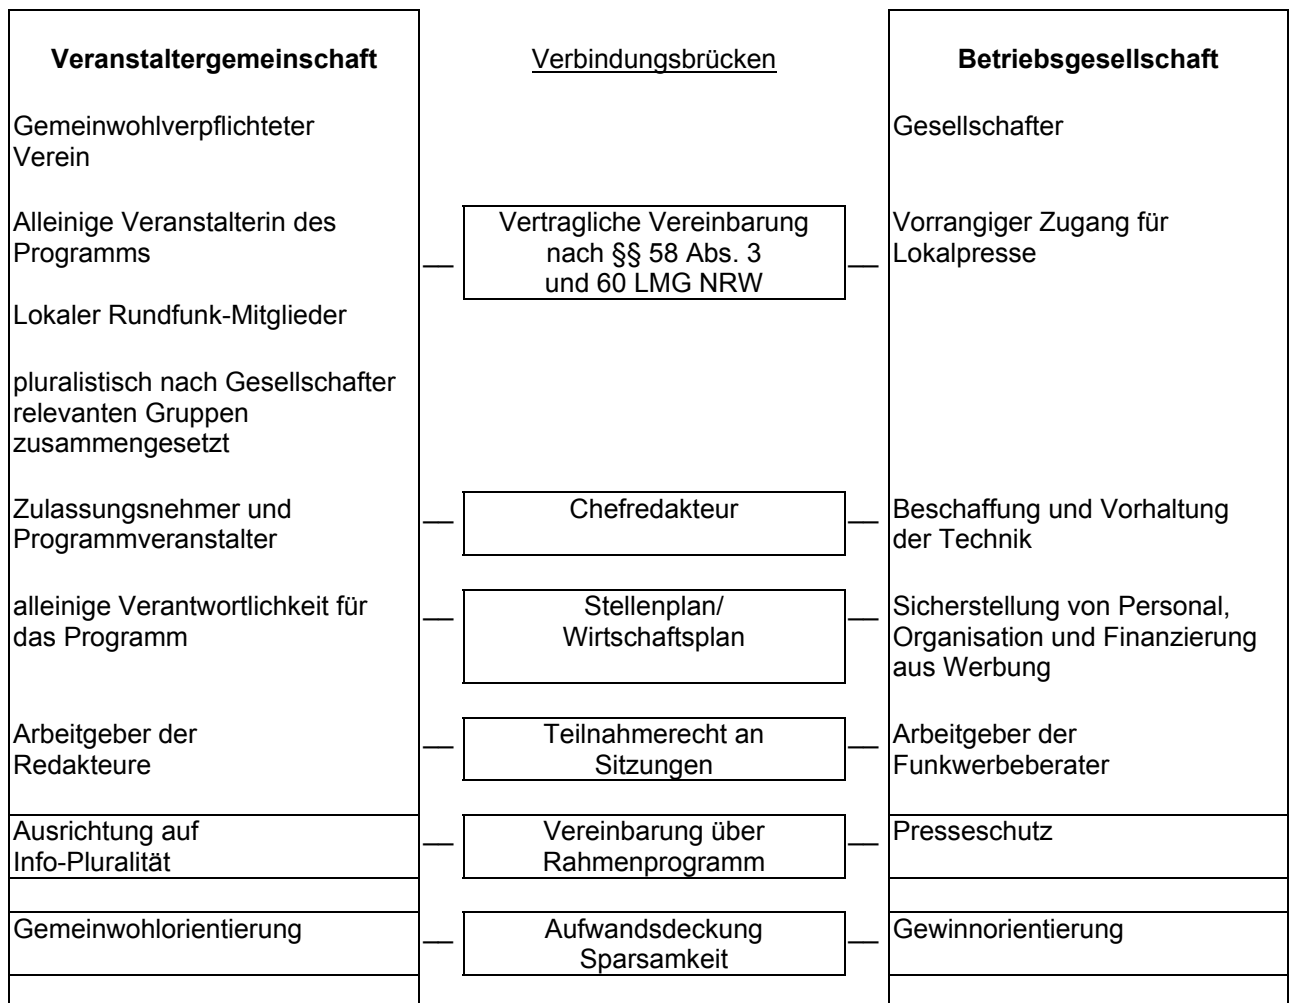 Veranstaltergemeinschaft
Verbindungsbrücken
Betriebsgesellschaft
Gemeinwohlverpflichteter
Verein
Gesellschafter
Alleinige Veranstalterin des
Programms
Vertragliche Vereinbarung
nach §§ 58 Abs. 3
und 60 LMG NRW
Vorrangiger Zugang für
Lokalpresse
Lokaler Rundfunk-Mitglieder
pluralistisch nach Gesellschafter
relevanten Gruppen
zusammengesetzt
Zulassungsnehmer und
Programmveranstalter
Chefredakteur
Beschaffung und Vorhaltung
der Technik
alleinige Verantwortlichkeit für
das Programm
Stellenplan/
Wirtschaftsplan
Sicherstellung von Personal,
Organisation und Finanzierung
aus Werbung
Arbeitgeber der
Redakteure
Teilnahmerecht an
Sitzungen
Arbeitgeber der
Funkwerbeberater
Ausrichtung auf
Info-Pluralität
Vereinbarung über
Rahmenprogramm
Presseschutz
Gemeinwohlorientierung
Aufwandsdeckung
Sparsamkeit
Gewinnorientierung